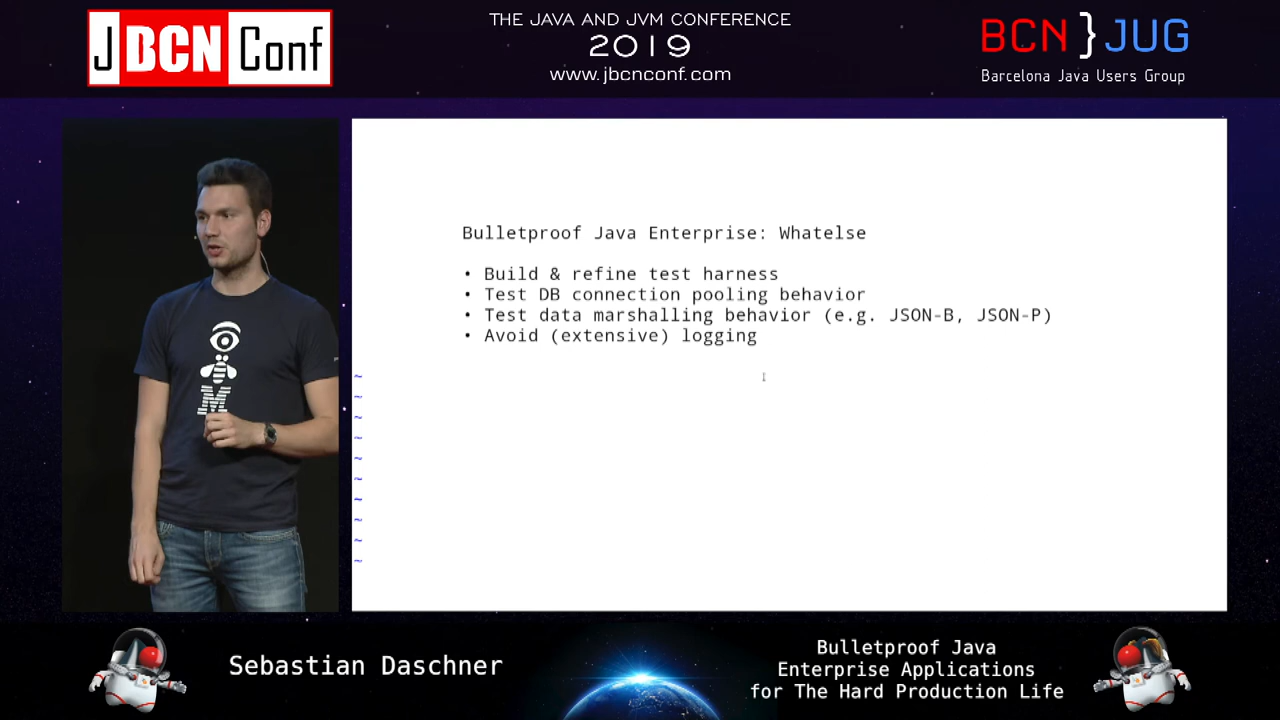 JBCNConf
THE JAVA AND JVM CONFERENCE
2019
www.jbcnconf.com
BCN}JUG
Barcelona Java Users Group
Bulletproof Java Enterprise: Whatelse
• Build & refine test harness
• Test DB connection pooling behavior
• Test data marshalling behavior (e.g. JSON-B, JSON-P)
• Avoid (extensive) logging
~
~
~
~
~
~
~
~
~
~
M
Sebastian Daschner
Bulletproof Java
Enterprise Applications
for The Hard Production Life